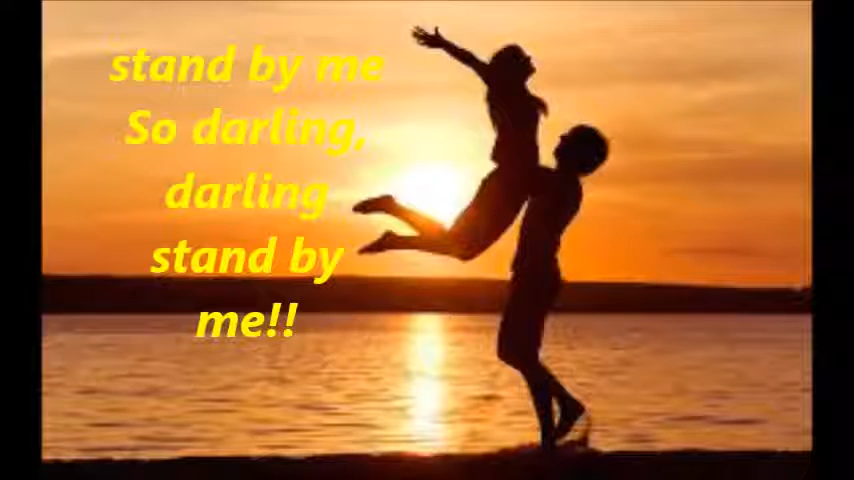 stand by me
So darling,
darling
stand by
me!!